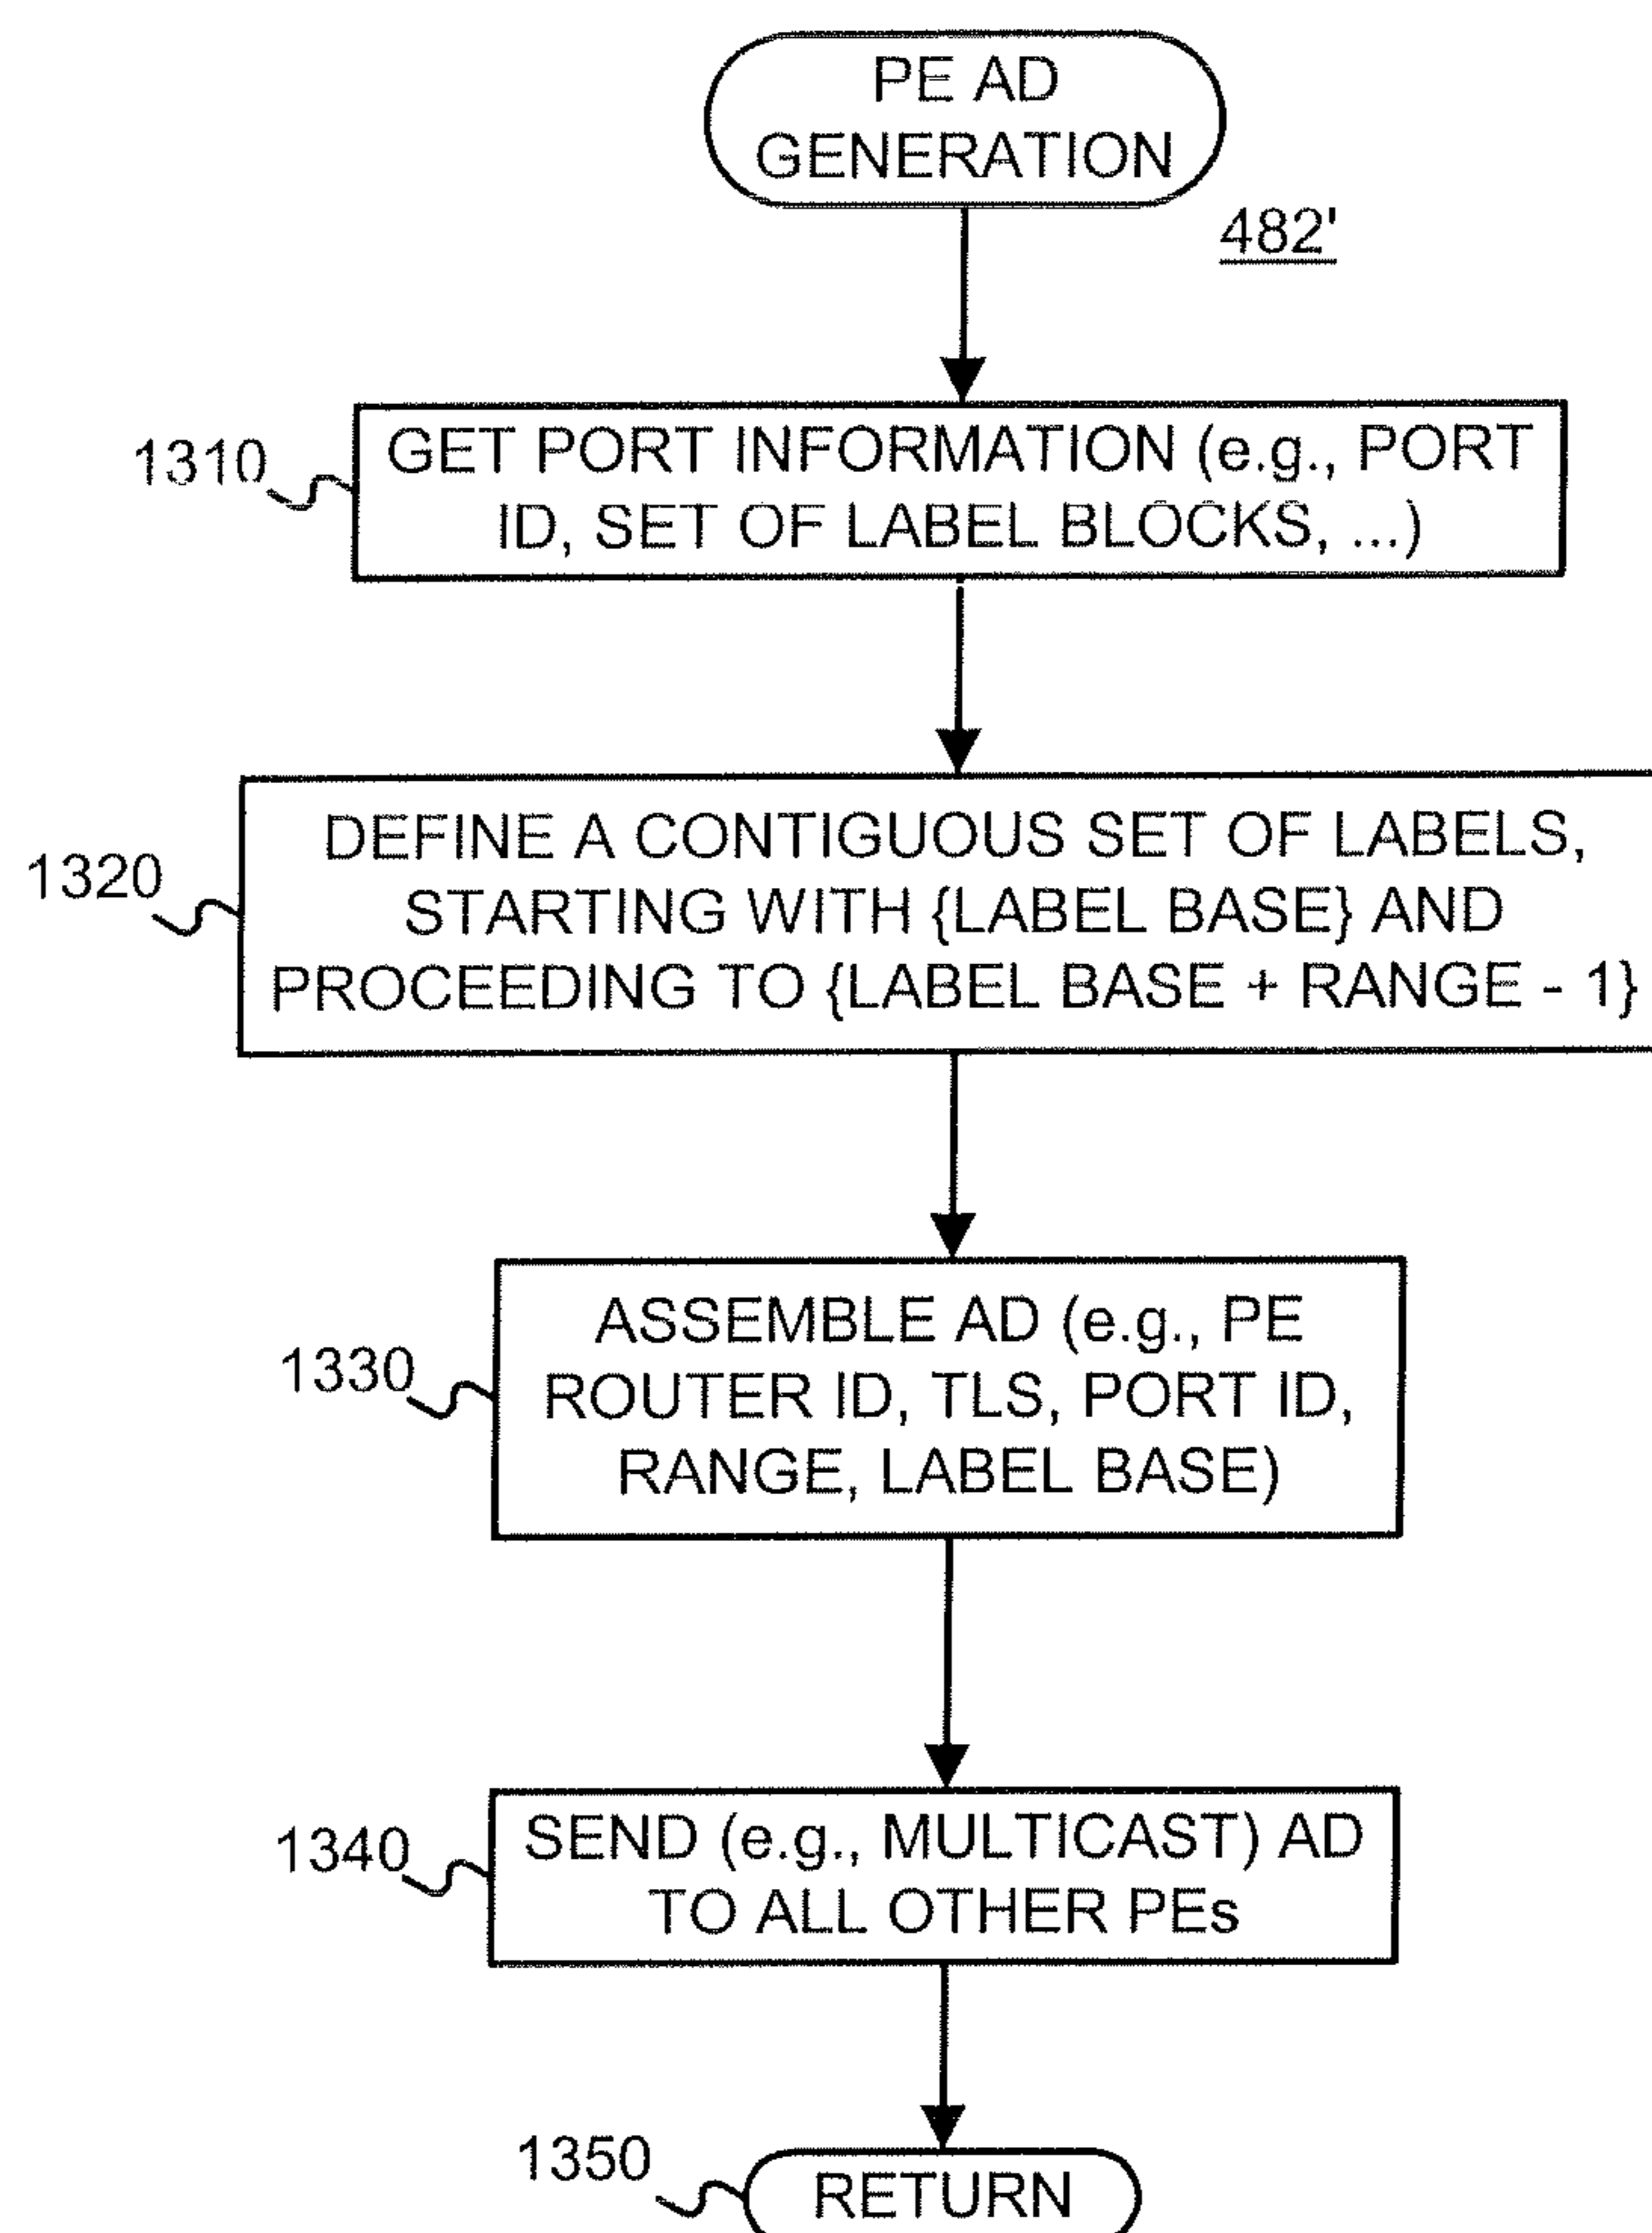 PE AD
GENERATION
482'
1310
GET PORT INFORMATION (e.g., PORT
ID, SET OF LABEL BLOCKS, ...)
1320
DEFINE A CONTIGUOUS SET OF LABELS,
STARTING WITH {LABEL BASE} AND
PROCEEDING TO {LABEL BASE + RANGE - 1}
1330
ASSEMBLE AD (e.g., PE
ROUTER ID, TLS, PORT ID,
RANGE, LABEL BASE)
1340
SEND (e.g., MULTICAST) AD
TO ALL OTHER PEs
1350
RETURN